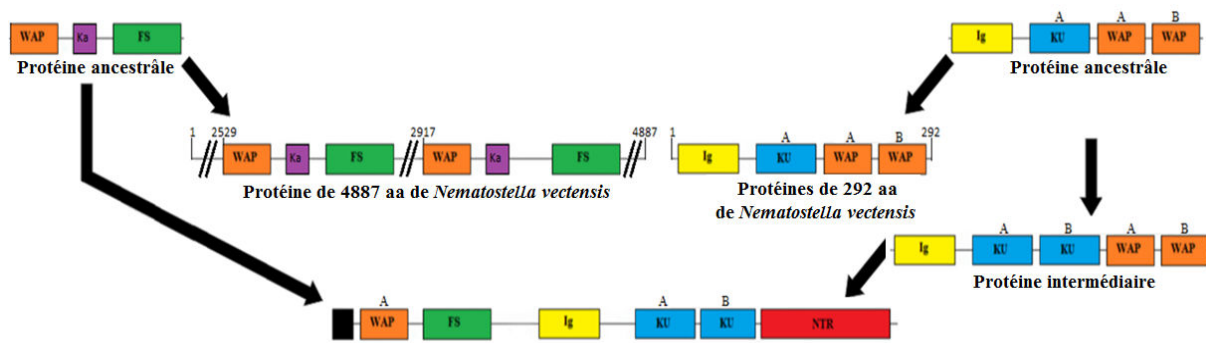 A A B
WAP Ka FS Ig KU WAP WAP
Protéine ancestrâle Protéine ancestrâle
1 2529 2917 4887 1 A A B 292
WAP Ka FS WAP Ka FS Ig KU WAP WAP
Protéine de 4887 aa de Nematostella vectensis
Protéines de 292 aa
de Nematostella vectensis
A B A B
Ig KU KU WAP WAP
Protéine intermédiaire
A A B
WAP FS Ig KU KU NTR